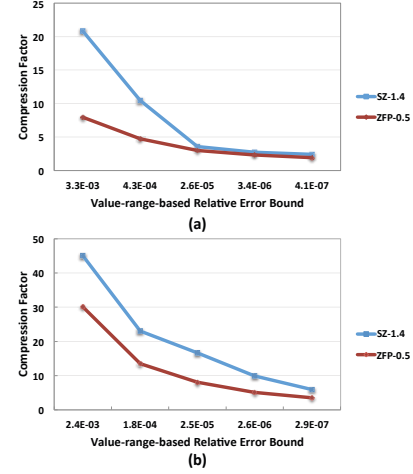 25
20
15
10
5
0
Compression Factor
3.3E-03 4.3E-04 2.6E-05 3.4E-06 4.1E-07
Value-range-based Relative Error Bound
SZ-1.4
ZFP-0.5
(a)
50
40
30
20
10
0
Compression Factor
2.4E-03 1.8E-04 2.5E-05 2.6E-06 2.9E-07
Value-range-based Relative Error Bound
SZ-1.4
ZFP-0.5
(b)